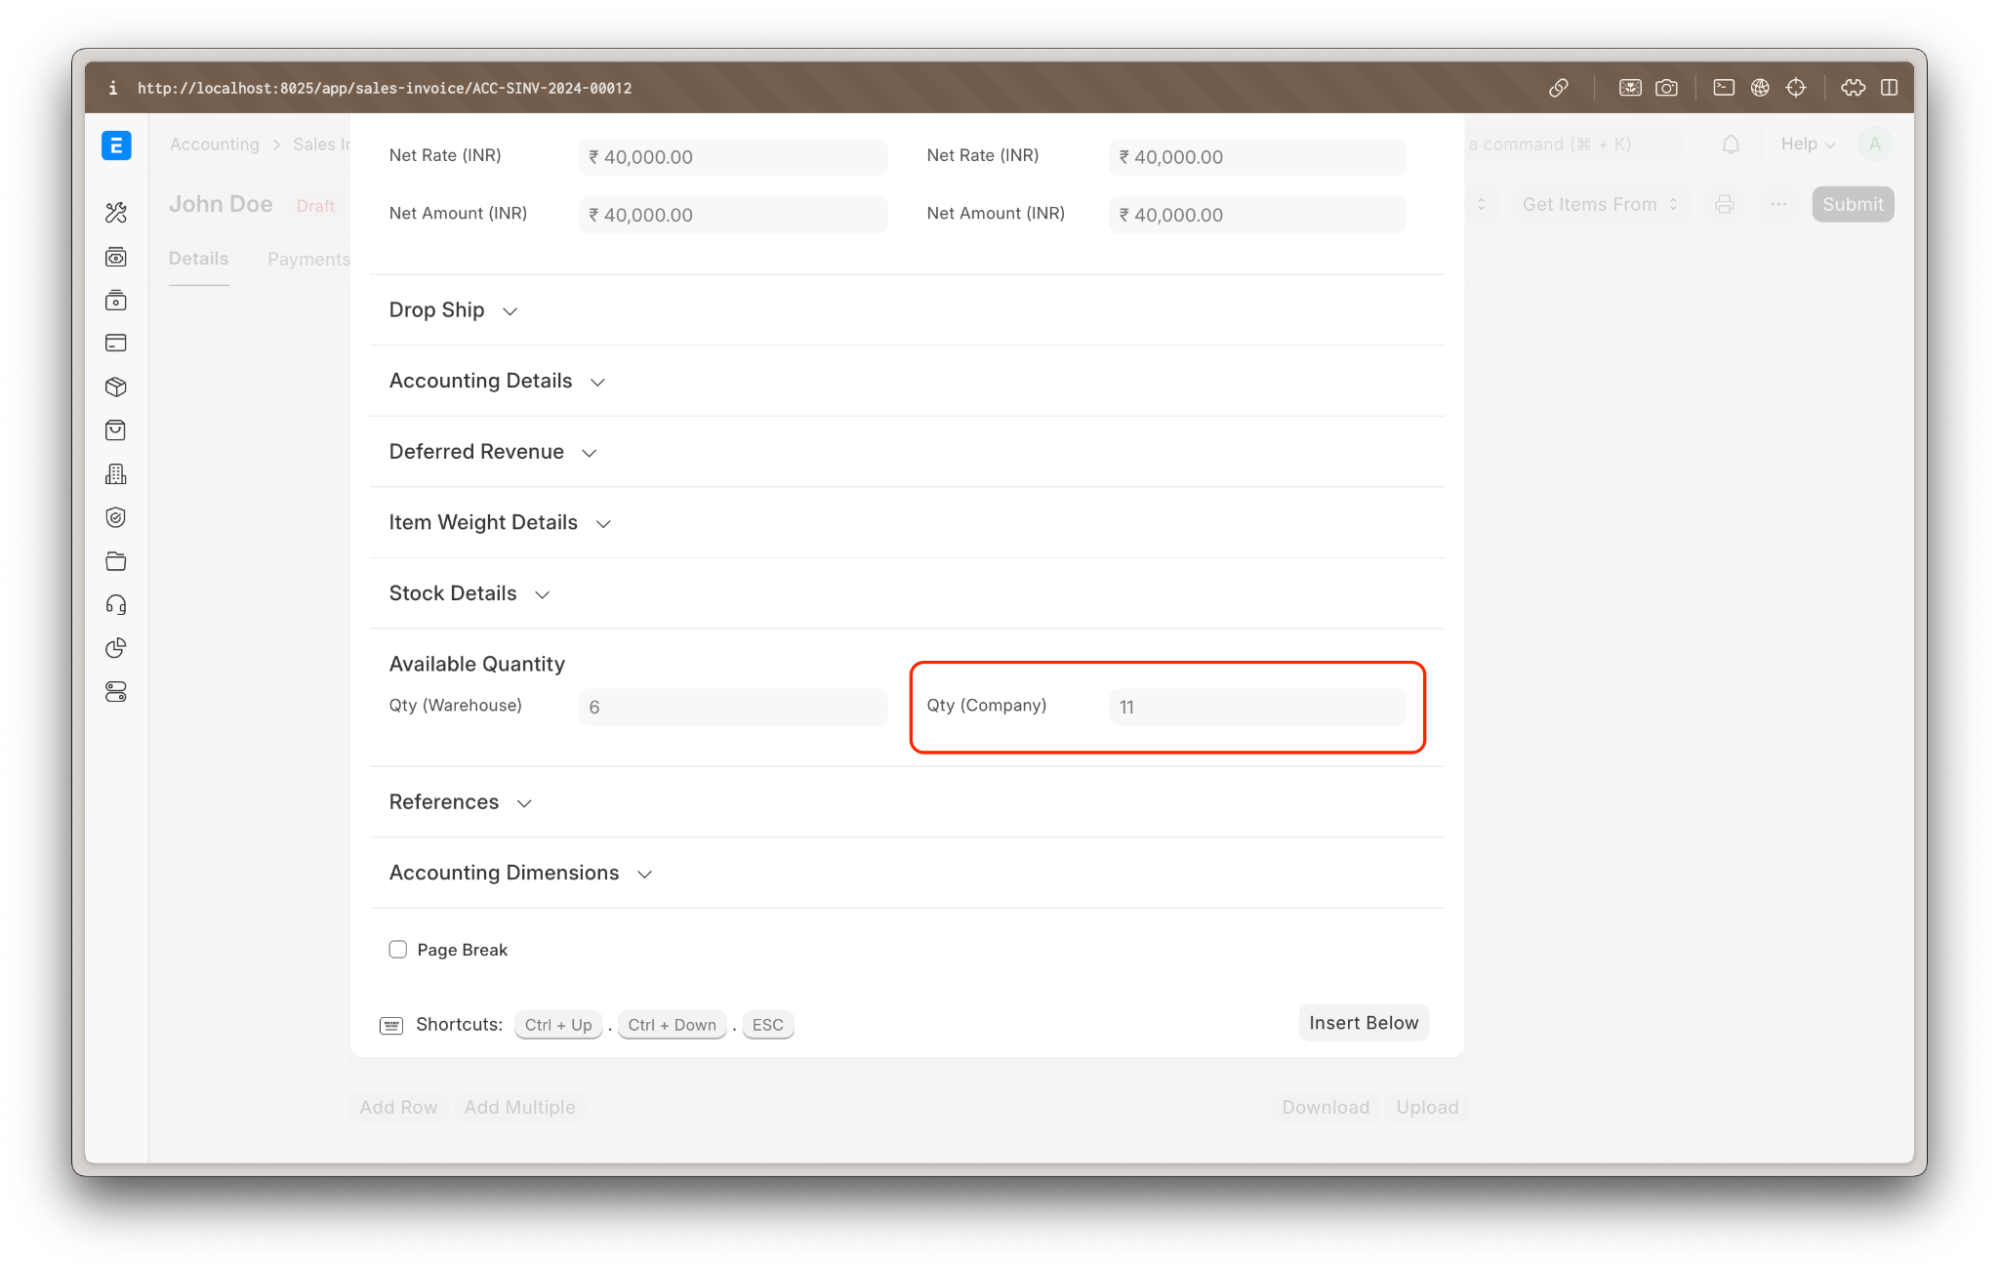 i http://localhost:8025/app/sales-invoice/ACC-SINV-2024-00012
E
Accounting > Sales In
a command (⌘ + K)
Help
A
John Doe Draft
Get Items From
Submit
Details Payments
Net Rate (INR) ₹ 40,000.00 Net Rate (INR) ₹ 40,000.00
Net Amount (INR) ₹ 40,000.00 Net Amount (INR) ₹ 40,000.00
Drop Ship
Accounting Details
Deferred Revenue
Item Weight Details
Stock Details
Available Quantity
Qty (Warehouse) 6 Qty (Company) 11
References
Accounting Dimensions
Page Break
Shortcuts: Ctrl + Up . Ctrl + Down . ESC Insert Below
Add Row Add Multiple Download Upload